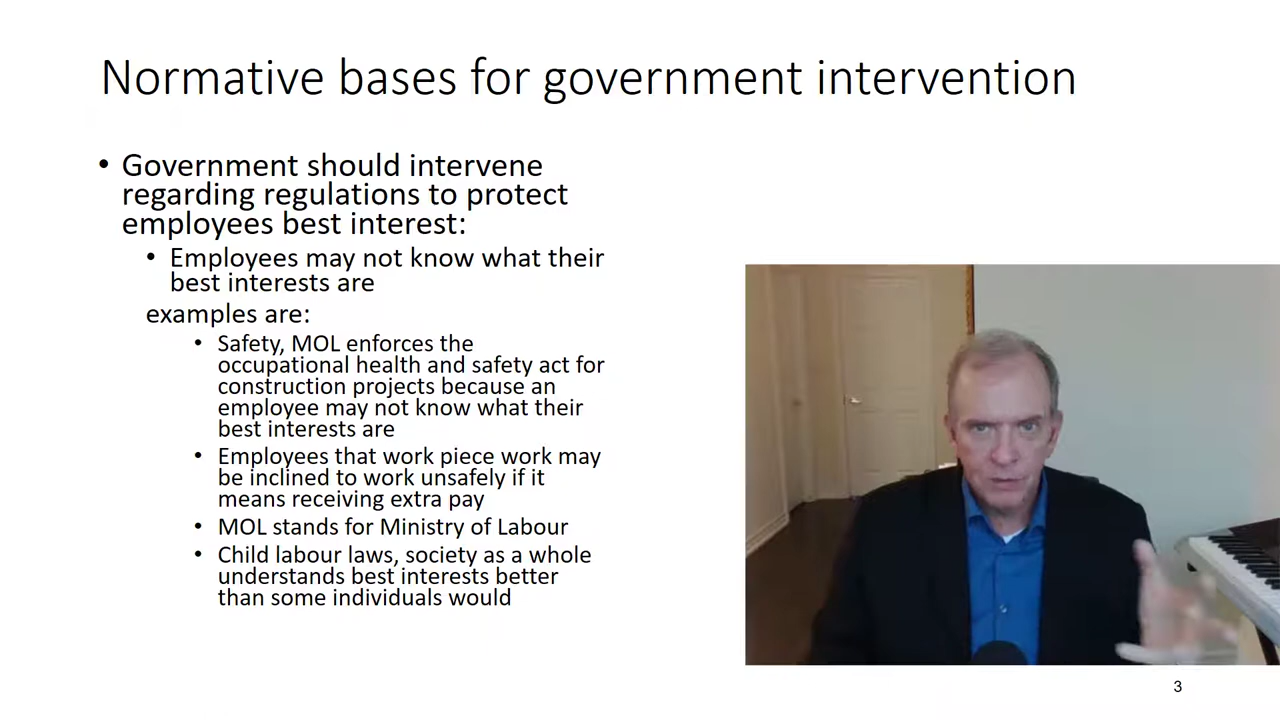 Normative bases for government intervention
• Government should intervene
regarding regulations to protect
employees best interest:
• Employees may not know what their
best interests are
examples are:
• Safety, MOL enforces the
occupational health and safety act for
construction projects because an
employee may not know what their
best interests are
• Employees that work piece work may
be inclined to work unsafely if it
means receiving extra pay
• MOL stands for Ministry of Labour
• Child labour laws, society as a whole
understands best interests better
than some individuals would
3